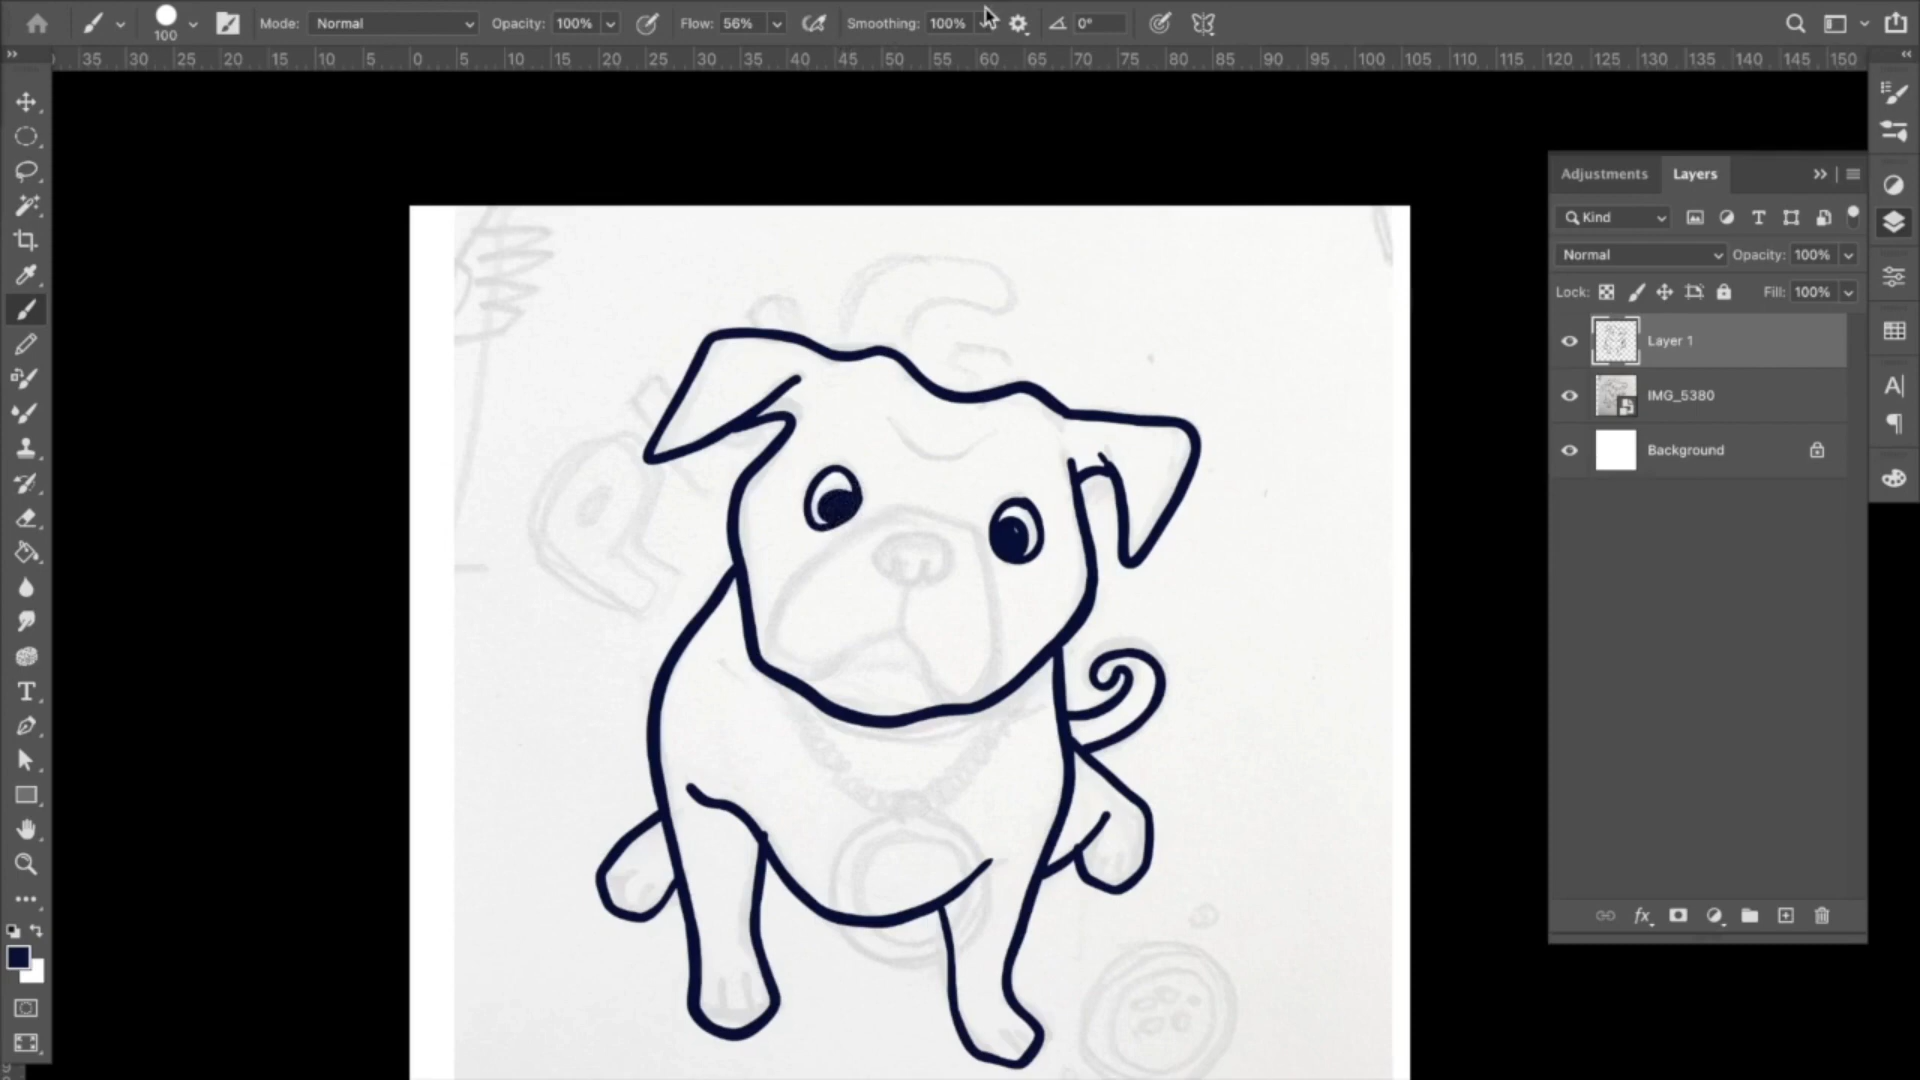 100 Mode: Normal Opacity: 100% Flow: 56% Smoothing: 100% 0°
35 30 25 20 15 10 5 0 5 10 15 20 25 30 35 40 45 50 55 60 65 70 75 80 85 90 95 100 105 110 115 120 125 130 135 140 145 150
Adjustments Layers
Kind
Normal Opacity: 100%
Lock: Fill: 100%
Layer 1
IMG_5380
Background